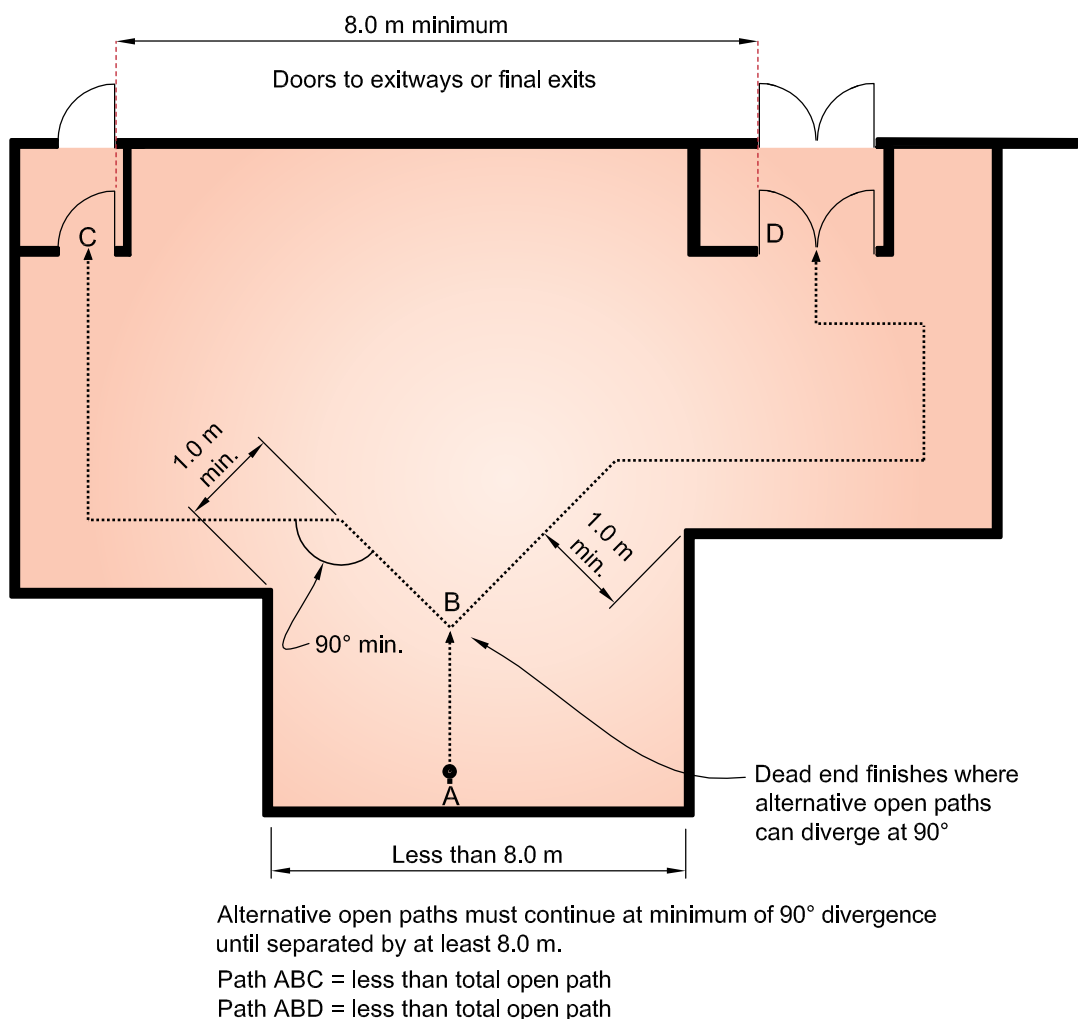 8.0 m minimum
Doors to exitways or final exits
C
D
1.0 m
min.
1.0 m
min.
B
90° min.
A
Dead end finishes where
alternative open paths
can diverge at 90°
Less than 8.0 m
Alternative open paths must continue at minimum of 90° divergence
until separated by at least 8.0 m.
Path ABC = less than total open path
Path ABD = less than total open path